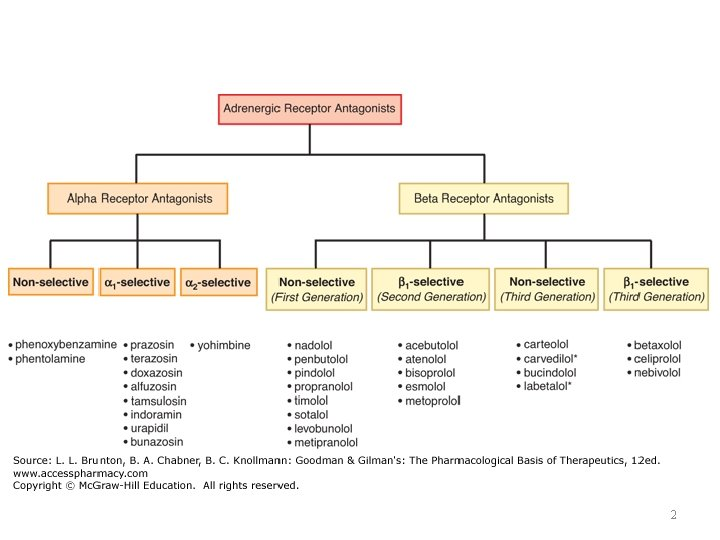 Adrenergic Receptor Antagonists
Alpha Receptor Antagonists
Beta Receptor Antagonists
Non-selective
α1-selective
α2-selective
Non-selective
(First Generation)
β1-selective
(Second Generation)
Non-selective
(Third Generation)
β1-selective
(Third Generation)
• phenoxybenzamine
• phentolamine
• prazosin
• terazosin
• doxazosin
• alfuzosin
• tamsulosin
• indoramin
• urapidil
• bunazosin
• yohimbine
• nadolol
• penbutolol
• pindolol
• propranolol
• timolol
• sotalol
• levobunolol
• metipranolol
• acebutolol
• atenolol
• bisoprolol
• esmolol
• metoprolol
• carteolol
• carvedilol*
• bucindolol
• labetalol*
• betaxolol
• celiprolol
• nebivolol
Source: L. L. Brunton, B. A. Chabner, B. C. Knollmann: Goodman & Gilman's: The Pharmacological Basis of Therapeutics, 12ed.
www.accesspharmacy.com
Copyright © McGraw-Hill Education. All rights reserved.
2